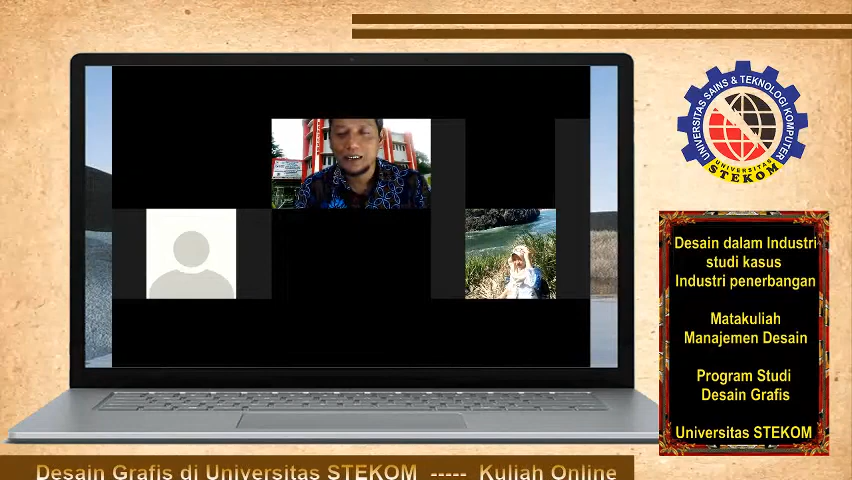 UNIVERSITAS SAINS & TEKNOLOGI KOMPUTER
UNIVERSITAS
STEKOM
Desain dalam Industri
studi kasus
Industri penerbangan
Matakuliah
Manajemen Desain
Program Studi
Desain Grafis
Universitas STEKOM
Desain Grafis di Universitas STEKOM ----- Kuliah Online